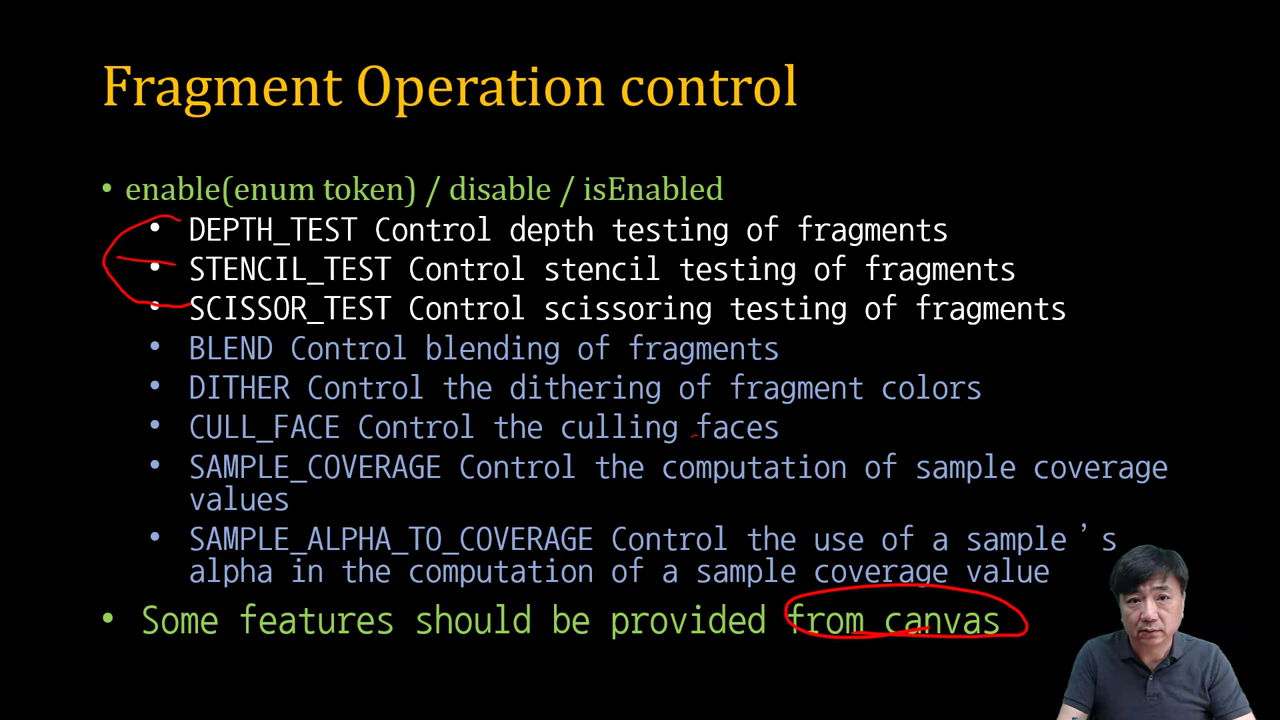 Fragment Operation control
• enable(enum token) / disable / isEnabled
• DEPTH_TEST Control depth testing of fragments
• STENCIL_TEST Control stencil testing of fragments
• SCISSOR_TEST Control scissoring testing of fragments
• BLEND Control blending of fragments
• DITHER Control the dithering of fragment colors
• CULL_FACE Control the culling faces
• SAMPLE_COVERAGE Control the computation of sample coverage
values
• SAMPLE_ALPHA_TO_COVERAGE Control the use of a sample’s
alpha in the computation of a sample coverage value
• Some features should be provided from canvas